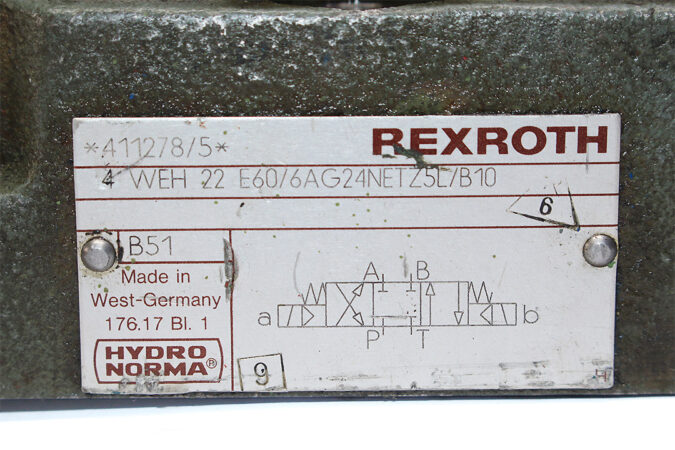 *411278/5*
REXROTH
4 WEH 22 E60/6AG24NETZ5L/B10
6
B51
Made in
West-Germany
176.17 Bl. 1
HYDRO
NORMA®
A B
a b
P T
9
H